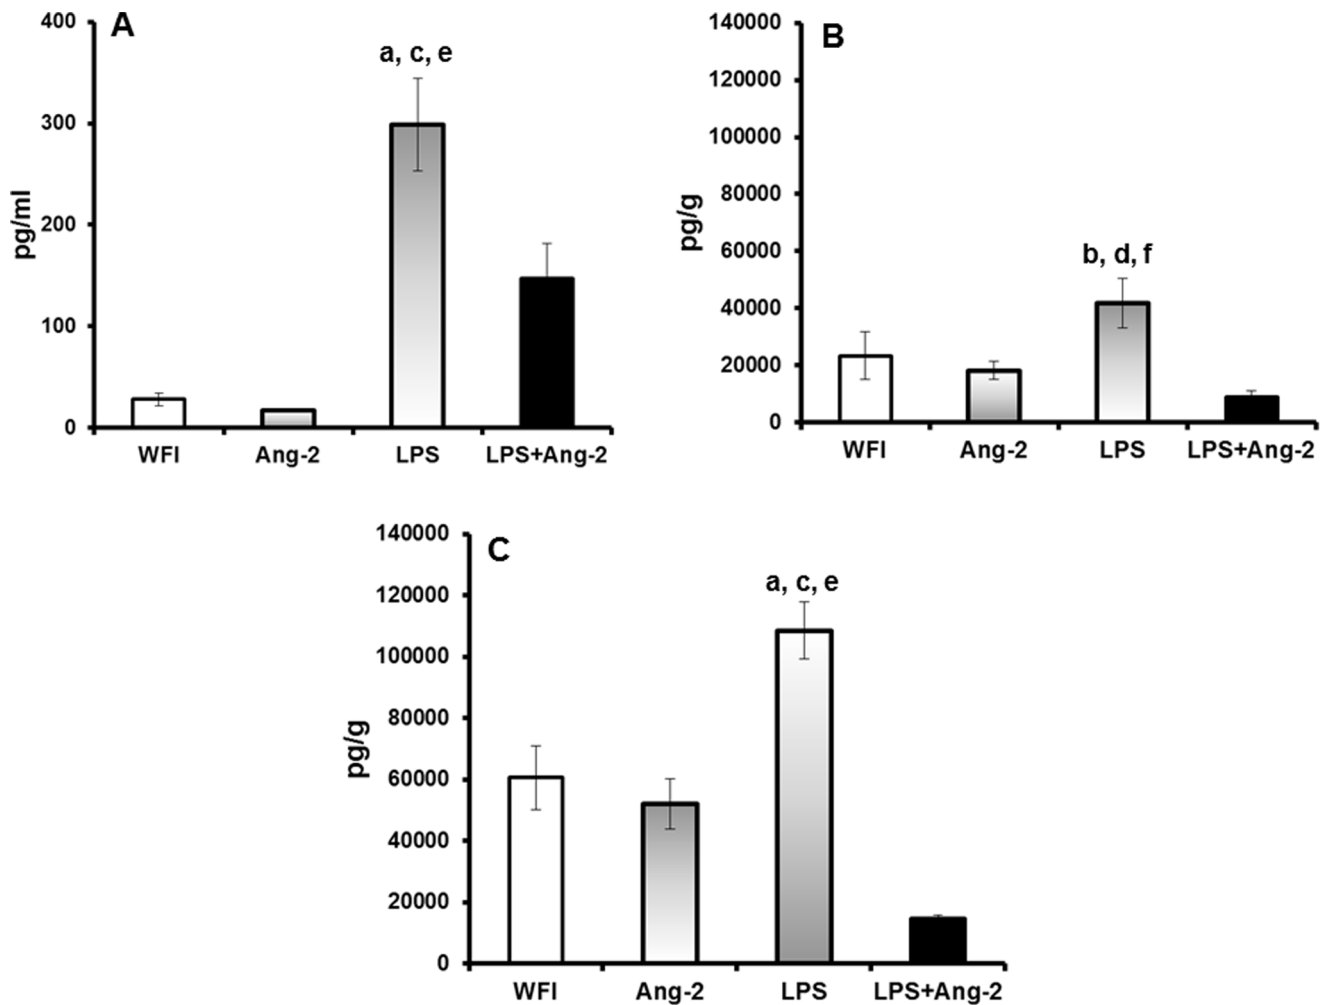 A
400
300
200
100
0
pg/ml
a, c, e
WFI Ang-2 LPS LPS+Ang-2
B
140000
120000
100000
80000
60000
40000
20000
0
pg/g
b, d, f
WFI Ang-2 LPS LPS+Ang-2
C
140000
120000
100000
80000
60000
40000
20000
0
pg/g
a, c, e
WFI Ang-2 LPS LPS+Ang-2